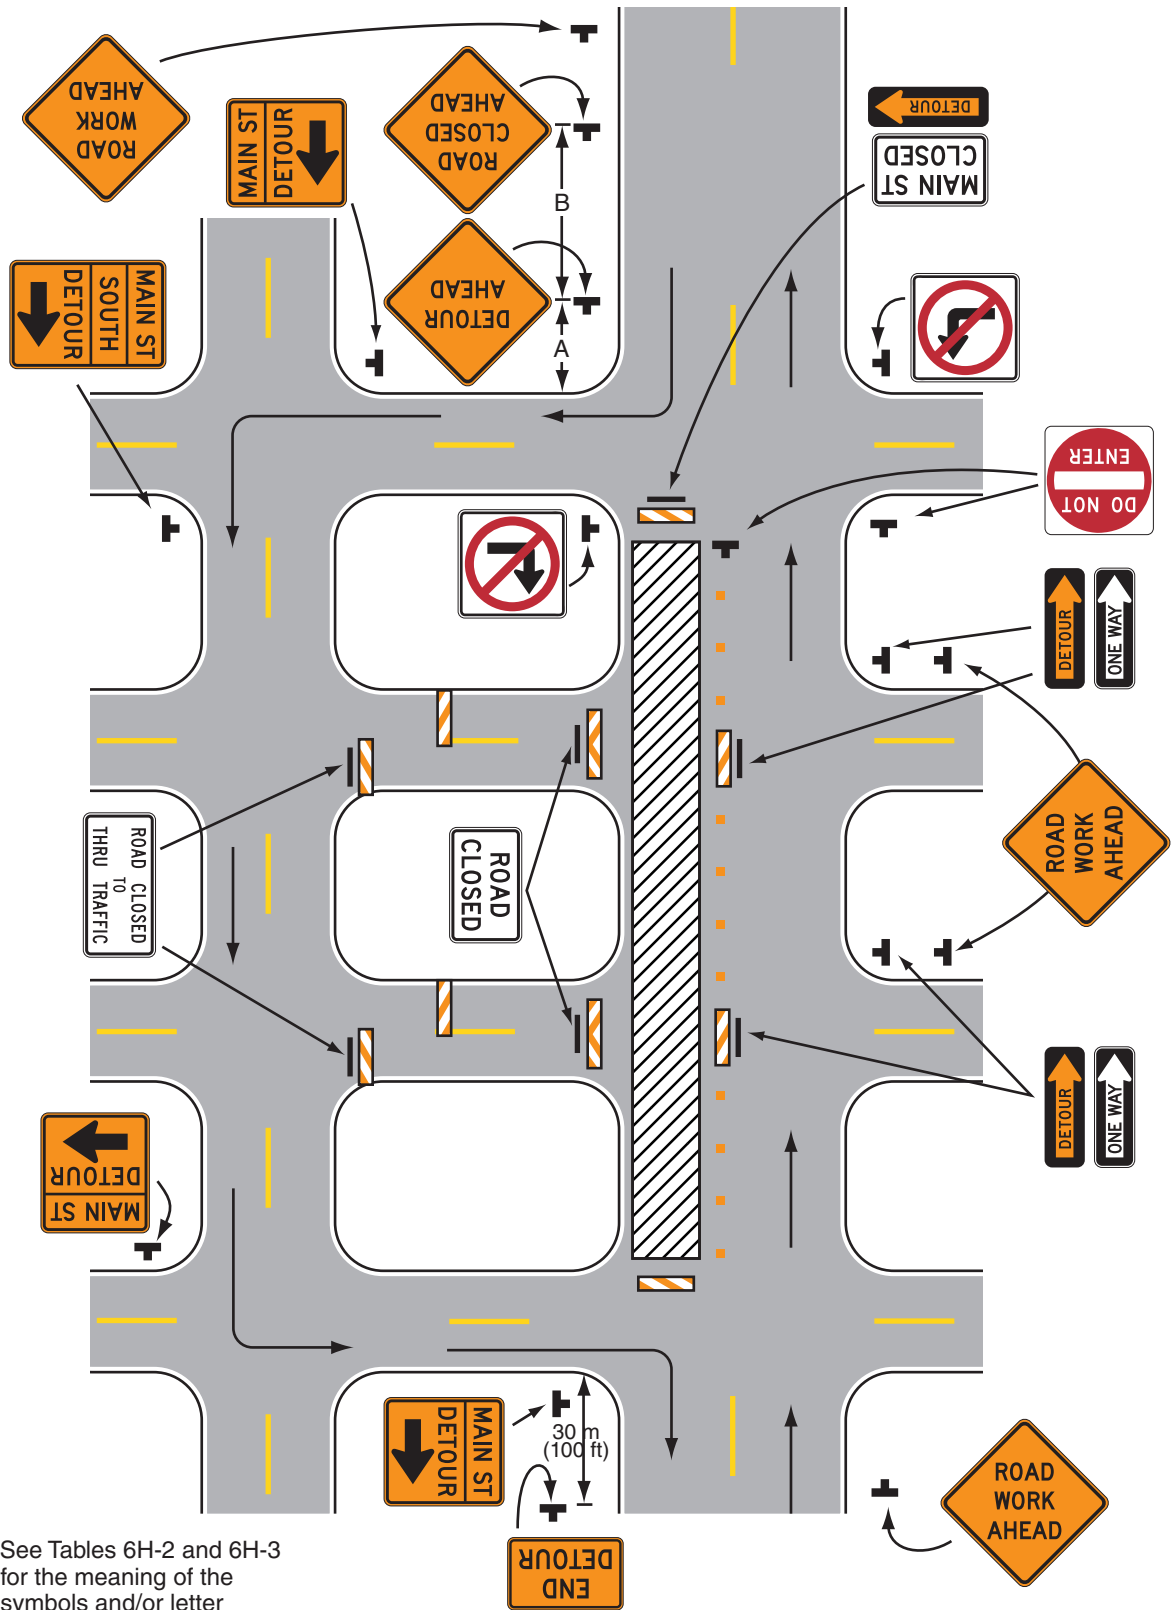 ROAD
WORK
AHEAD
MAIN ST
DETOUR
ROAD
CLOSED
AHEAD
DETOUR
MAIN ST
CLOSED
B
MAIN ST
SOUTH
DETOUR
DETOUR
AHEAD
A
DO NOT
ENTER
DETOUR
ONE WAY
ROAD CLOSED
TO
THRU TRAFFIC
ROAD
CLOSED
ROAD
WORK
AHEAD
DETOUR
ONE WAY
MAIN ST
DETOUR
MAIN ST
DETOUR
30 m
(100 ft)
END
DETOUR
ROAD
WORK
AHEAD
See Tables 6H-2 and 6H-3
for the meaning of the
symbols and/or letter